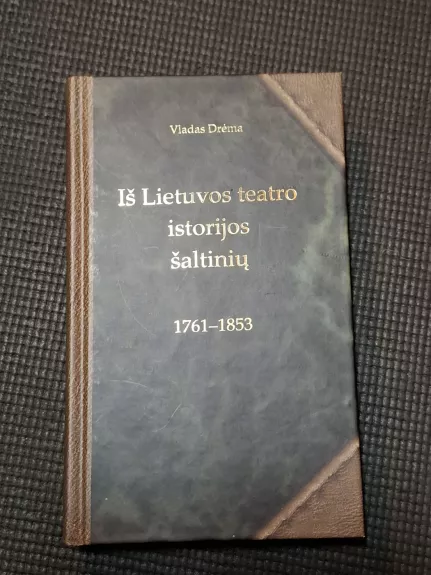 Vladas Drėma
Iš Lietuvos teatro
istorijos
šaltinių
1761–1853